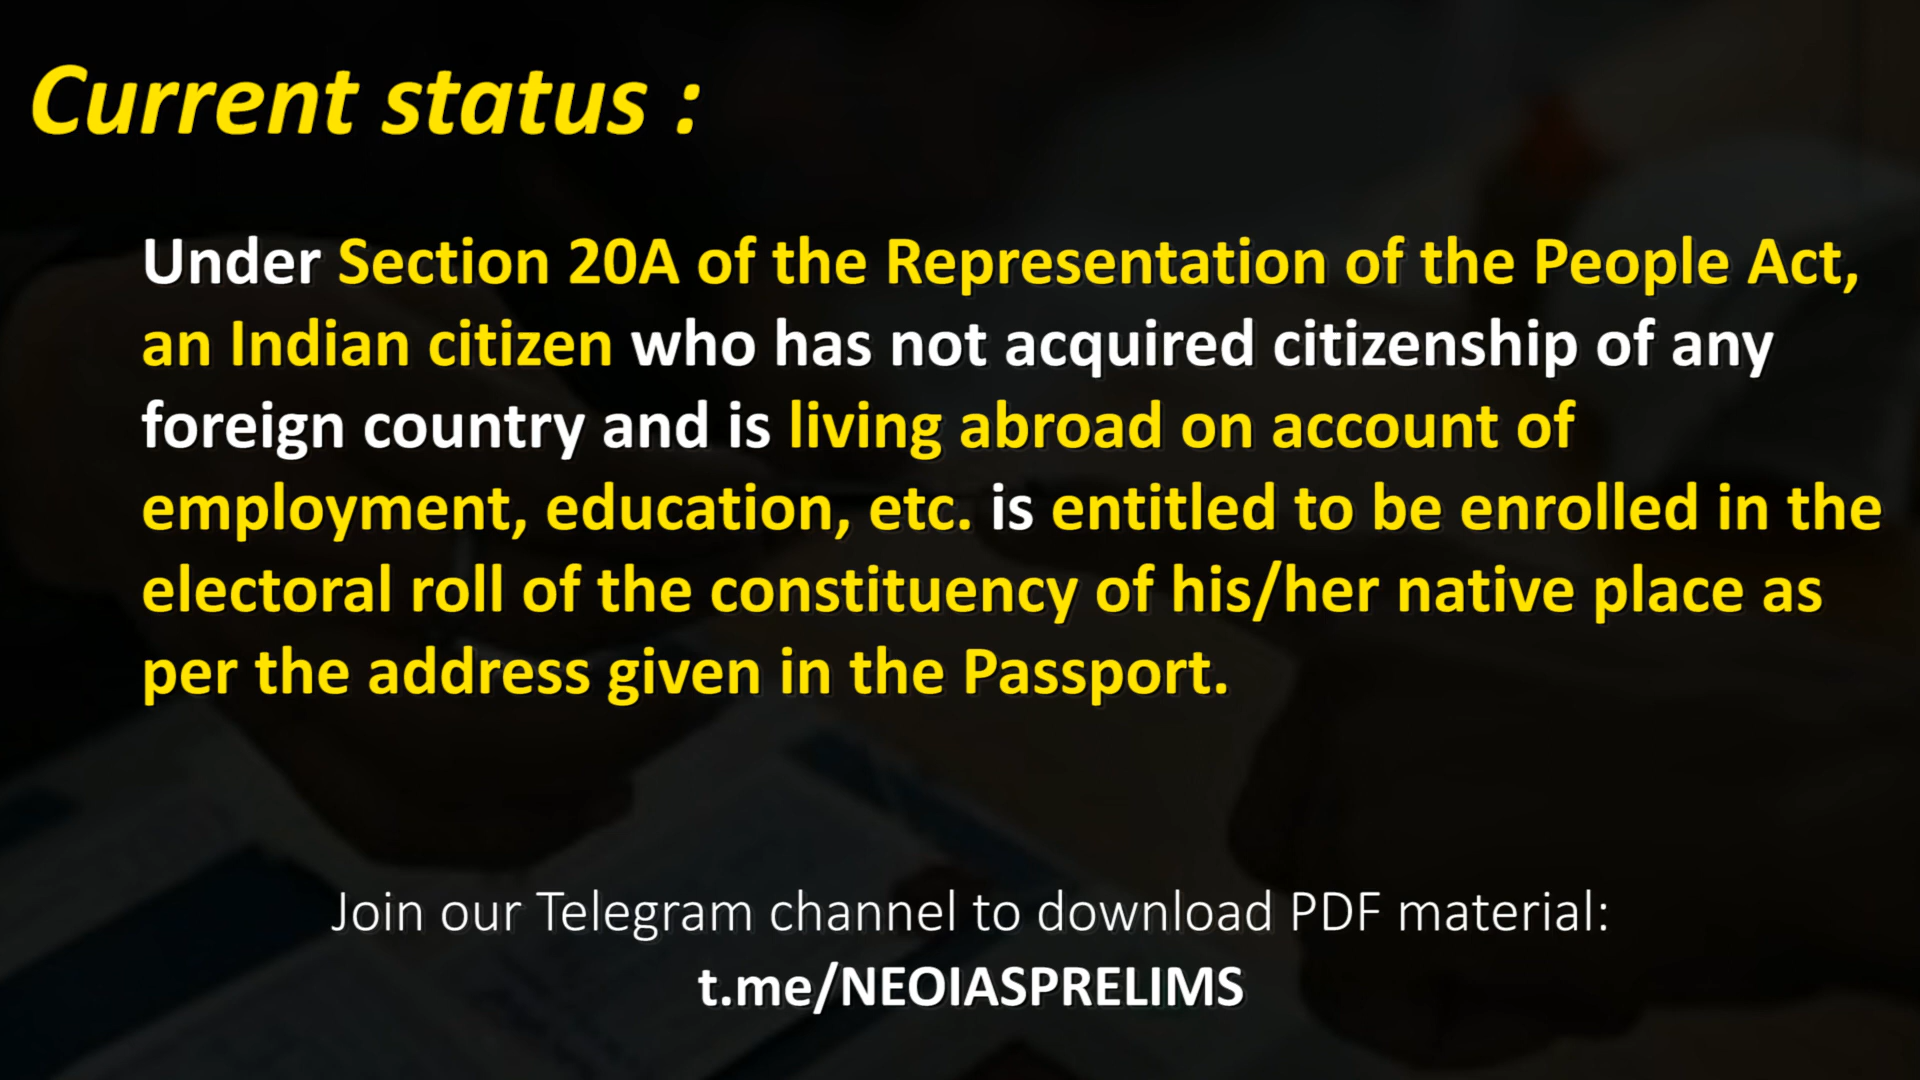 Current status :
Under Section 20A of the Representation of the People Act,
an Indian citizen who has not acquired citizenship of any
foreign country and is living abroad on account of
employment, education, etc. is entitled to be enrolled in the
electoral roll of the constituency of his/her native place as
per the address given in the Passport.
Join our Telegram channel to download PDF material:
t.me/NEOIASPRELIMS